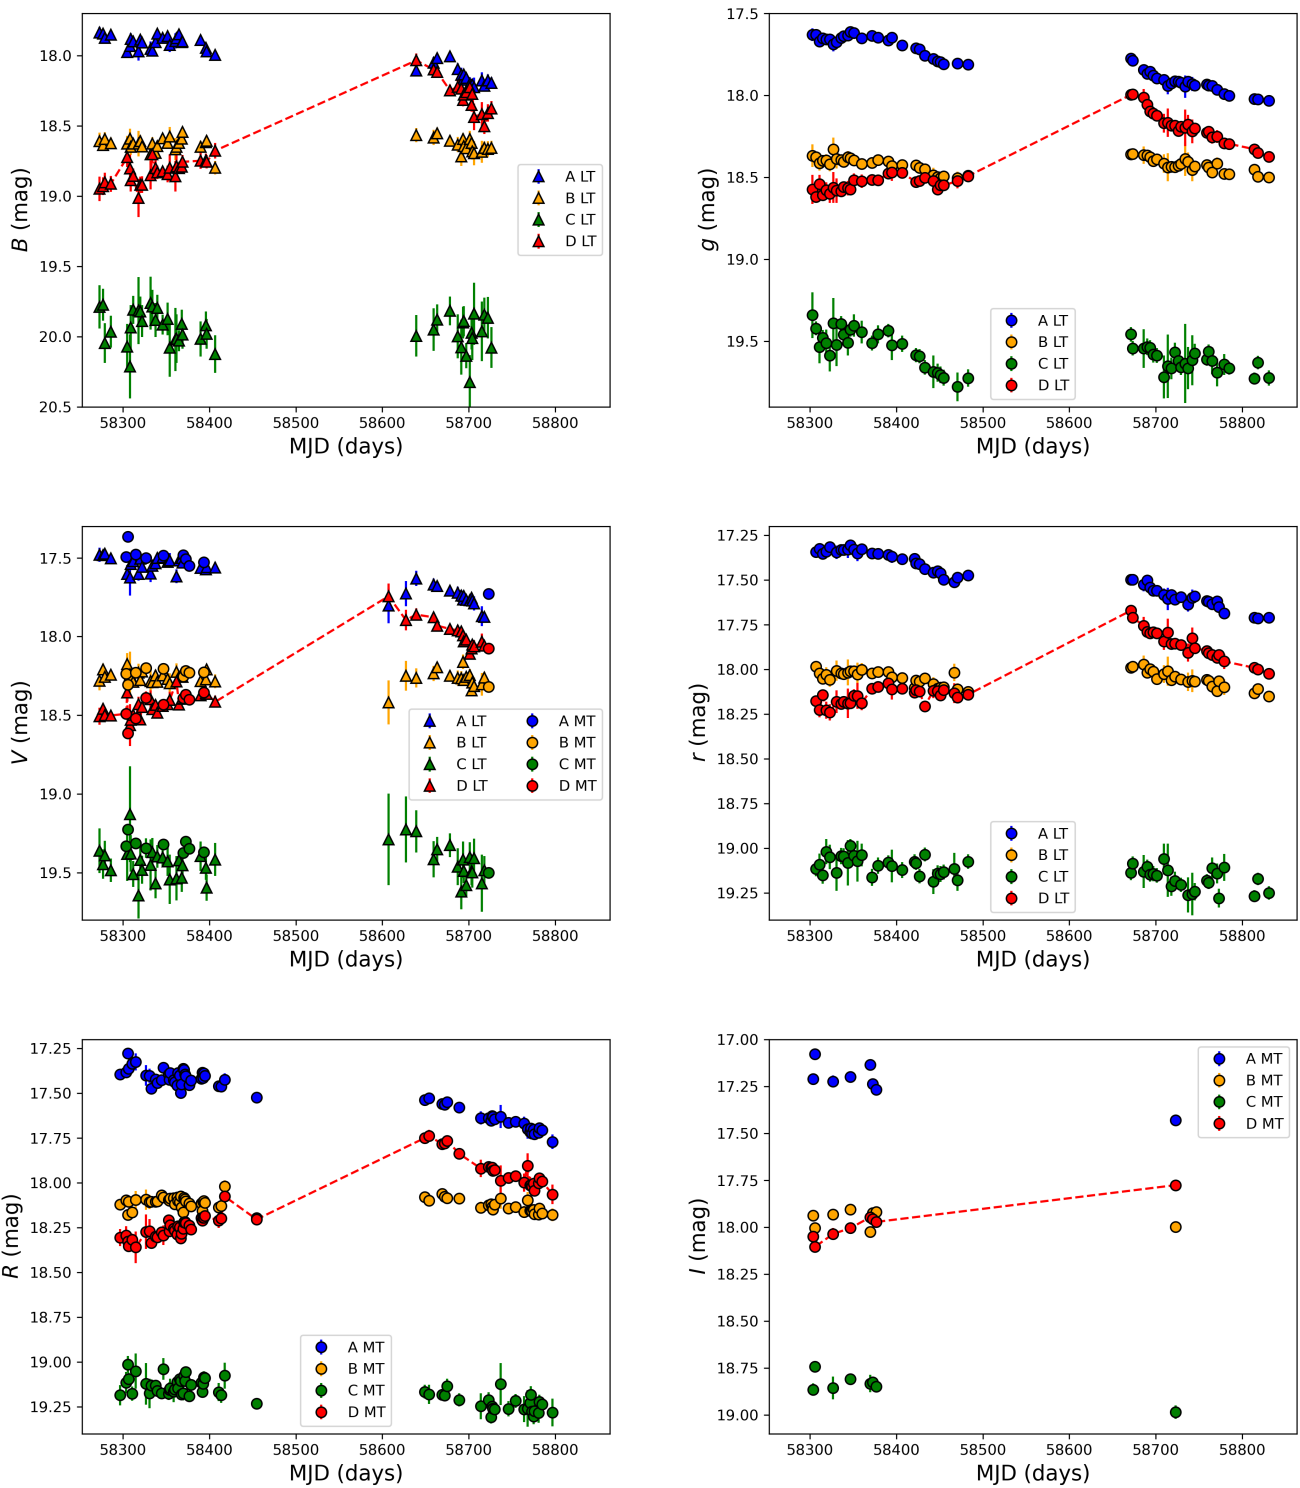 18.0
18.5
19.0
19.5
20.0
20.5
B (mag)
58300 58400 58500 58600 58700 58800
MJD (days)
A LT
B LT
C LT
D LT
17.5
18.0
18.5
19.0
19.5
g (mag)
58300 58400 58500 58600 58700 58800
MJD (days)
A LT
B LT
C LT
D LT
17.5
18.0
18.5
19.0
19.5
V (mag)
58300 58400 58500 58600 58700 58800
MJD (days)
A LT A MT
B LT B MT
C LT C MT
D LT D MT
17.25
17.50
17.75
18.00
18.25
18.50
18.75
19.00
19.25
r (mag)
58300 58400 58500 58600 58700 58800
MJD (days)
A LT
B LT
C LT
D LT
17.25
17.50
17.75
18.00
18.25
18.50
18.75
19.00
19.25
R (mag)
58300 58400 58500 58600 58700 58800
MJD (days)
A MT
B MT
C MT
D MT
17.00
17.25
17.50
17.75
18.00
18.25
18.50
18.75
19.00
I (mag)
58300 58400 58500 58600 58700 58800
MJD (days)
A MT
B MT
C MT
D MT